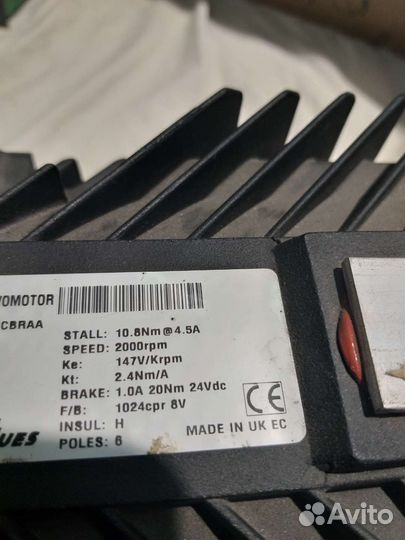 VOMOTOR
CBRAA
STALL: 10.8Nm@4.5A
SPEED: 2000rpm
Ke: 147V/Krpm
Kt: 2.4Nm/A
BRAKE: 1.0A 20Nm 24Vdc
F/B: 1024cpr 8V
INSUL: H
POLES: 6
UES
MADE IN UK EC
CE
Avito